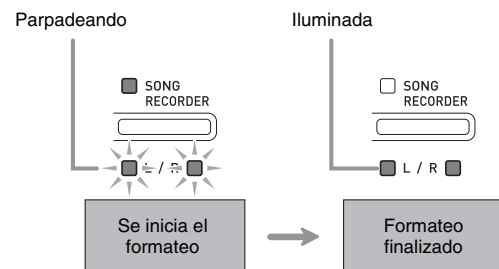 Parpadeando
Iluminada
SONG
RECORDER
L / R
SONG
RECORDER
L / R
Se inicia el
formateo
Formateo
finalizado